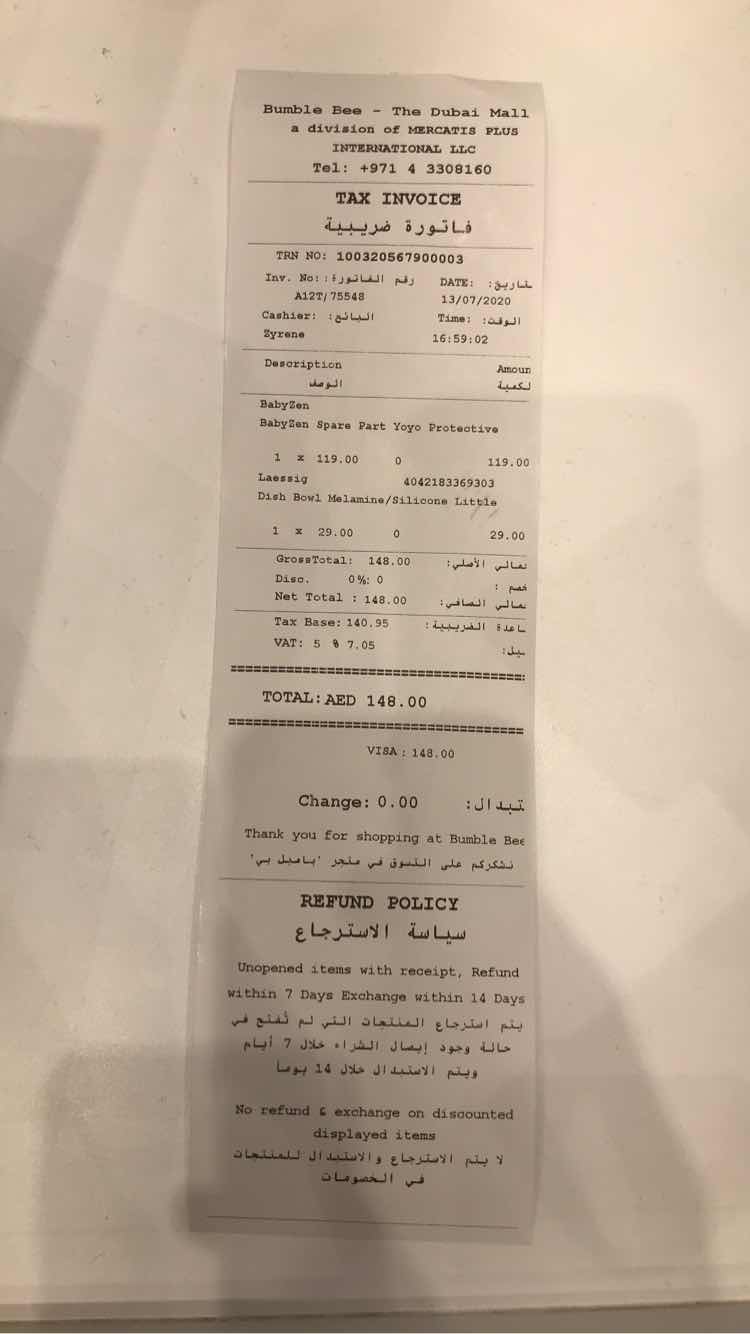 Bumble Bee - The Dubai Mall
a division of MERCATIS PLUS
INTERNATIONAL LLC
Tel: +971 4 3308160
TAX INVOICE
فاتورة ضريبية
TRN NO: 100320567900003
Inv. No: رقم الفاتورة: DATE: تاريخ:
A12T/75548 13/07/2020
Cashier: البائع: Time: الوقت:
Zyrene 16:59:02
Description Amoun
الوصف لكمية
BabyZen
BabyZen Spare Part Yoyo Protective
1 x 119.00 0 119.00
Laessig 4042183369303
Dish Bowl Melamine/Silicone Little
1 x 29.00 0 29.00
GrossTotal: 148.00 مالي الأصلي:
Disc. 0%: 0 خصم :
Net Total : 148.00 مالي الصافي:
Tax Base: 140.95 اعدة الضريبية:
VAT: 5 % 7.05
TOTAL: AED 148.00
VISA : 148.00
Change: 0.00 تبدال:
Thank you for shopping at Bumble Bee
نشكركم على التسوق في متجر 'بامبل بي'
REFUND POLICY
سياسة الاسترجاع
Unopened items with receipt, Refund
within 7 Days Exchange within 14 Days
يتم استرجاع المنتجات التي لم تُفتح في
حالة وجود إيصال الشراء خلال 7 أيام
ويتم الاستبدال خلال 14 يوما
No refund & exchange on discounted
displayed items
لا يتم الاسترجاع والاستبدال للمنتجات
في الخصومات